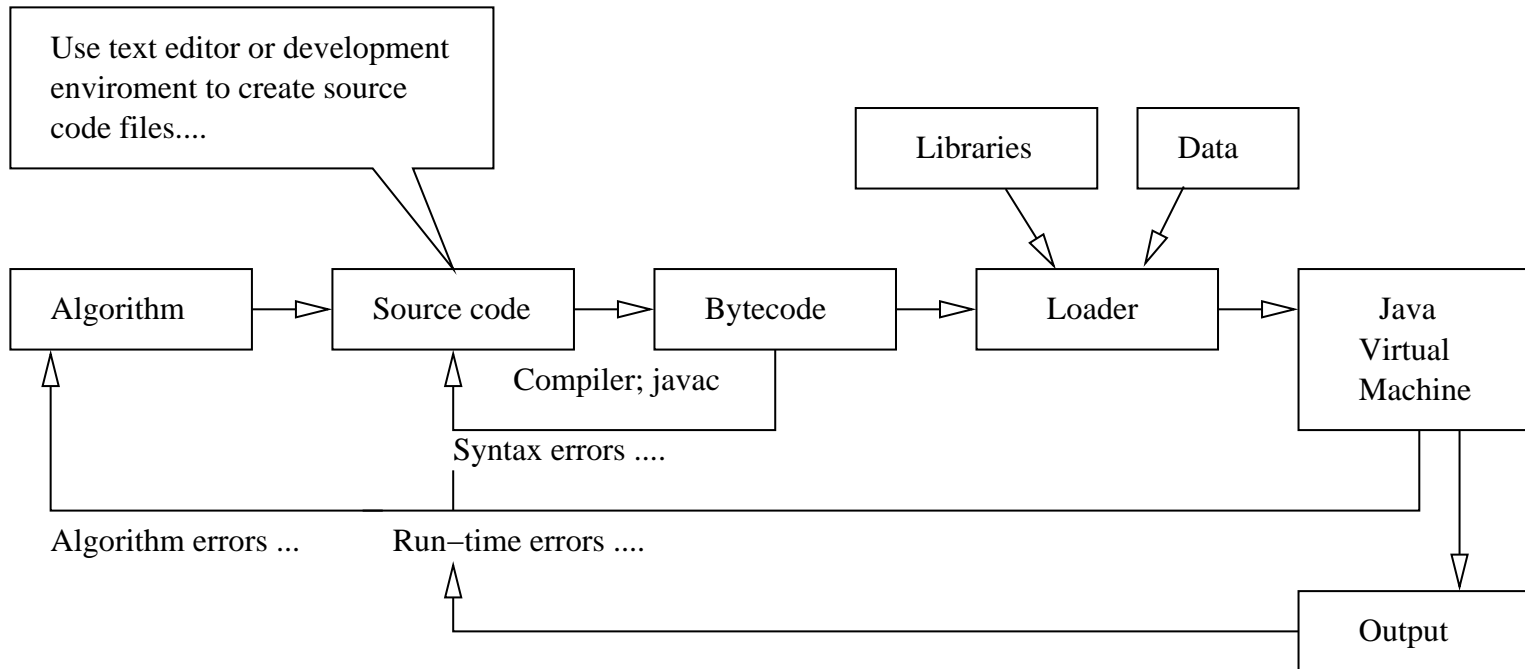 Use text editor or development
enviroment to create source
code files....
Libraries
Data
Algorithm
Source code
Bytecode
Loader
Java
Virtual
Machine
Compiler; javac
Syntax errors ....
Algorithm errors ...
Run−time errors ....
Output